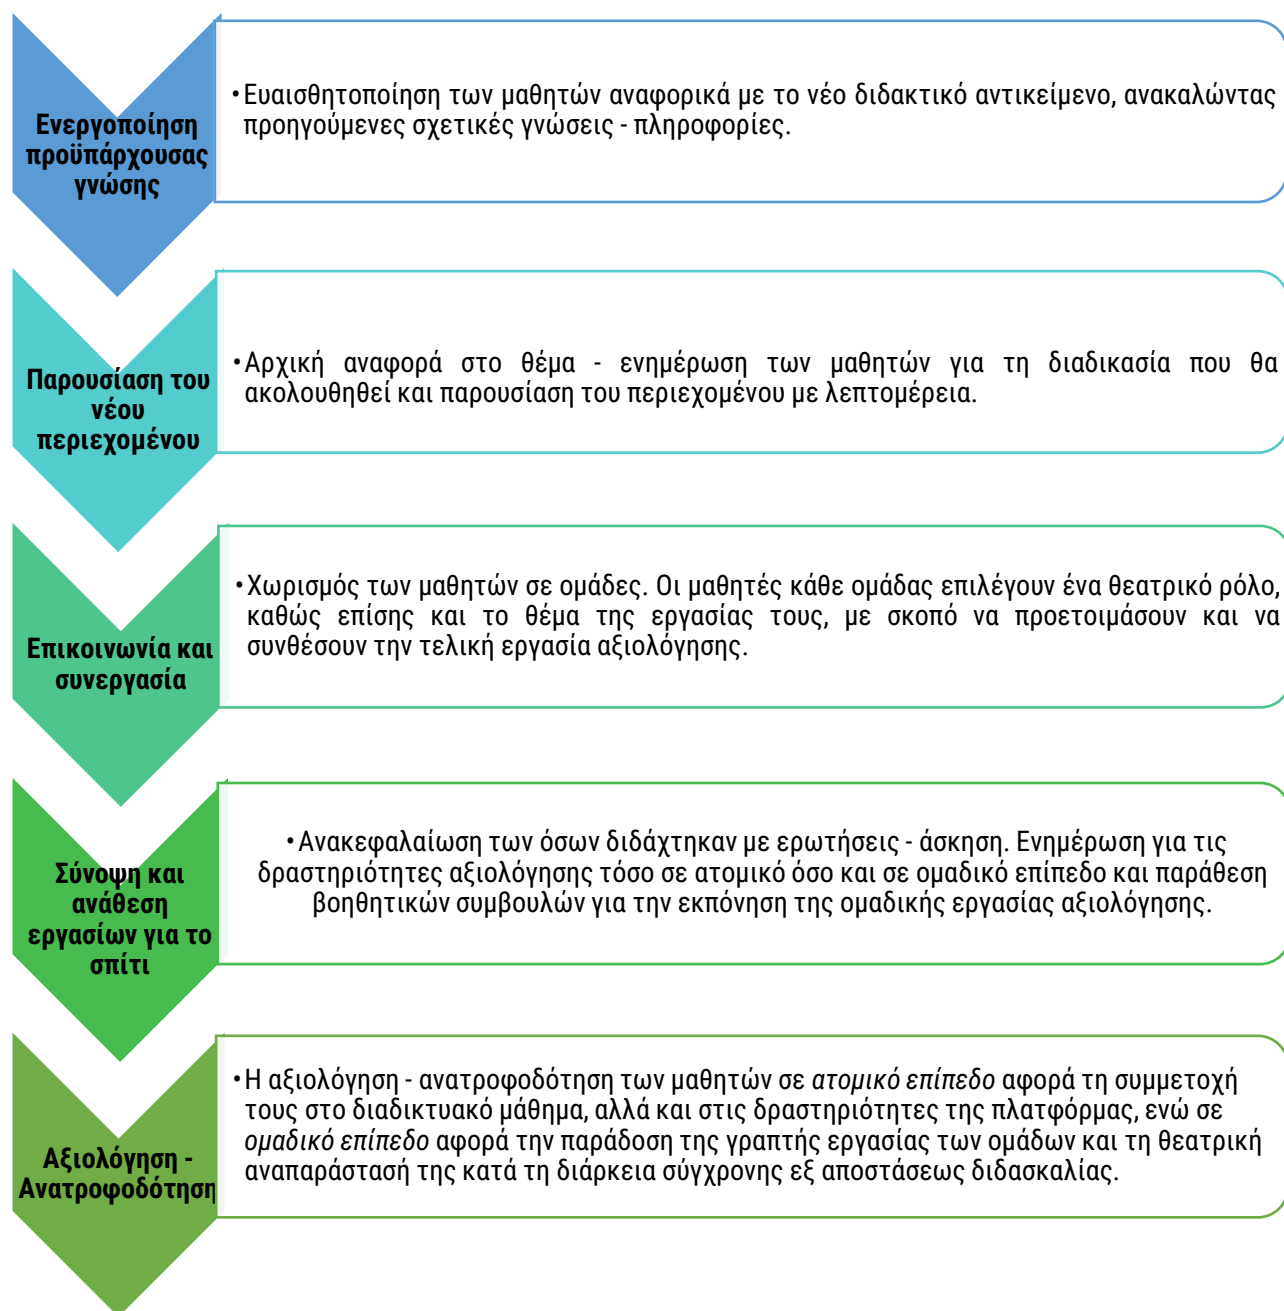 Ενεργοποίηση
προϋπάρχουσας
γνώσης
•Ευαισθητοποίηση των μαθητών αναφορικά με το νέο διδακτικό αντικείμενο, ανακαλώντας
προηγούμενες σχετικές γνώσεις - πληροφορίες.
Παρουσίαση του
νέου
περιεχομένου
•Αρχική αναφορά στο θέμα - ενημέρωση των μαθητών για τη διαδικασία που θα
ακολουθηθεί και παρουσίαση του περιεχομένου με λεπτομέρεια.
Επικοινωνία και
συνεργασία
•Χωρισμός των μαθητών σε ομάδες. Οι μαθητές κάθε ομάδας επιλέγουν ένα θεατρικό ρόλο,
καθώς επίσης και το θέμα της εργασίας τους, με σκοπό να προετοιμάσουν και να
συνθέσουν την τελική εργασία αξιολόγησης.
Σύνοψη και
ανάθεση
εργασίων για το
σπίτι
•Ανακεφαλαίωση των όσων διδάχτηκαν με ερωτήσεις - άσκηση. Ενημέρωση για τις
δραστηριότητες αξιολόγησης τόσο σε ατομικό όσο και σε ομαδικό επίπεδο και παράθεση
βοηθητικών συμβουλών για την εκπόνηση της ομαδικής εργασίας αξιολόγησης.
Αξιολόγηση -
Ανατροφοδότηση
•Η αξιολόγηση - ανατροφοδότηση των μαθητών σε ατομικό επίπεδο αφορά τη συμμετοχή
τους στο διαδικτυακό μάθημα, αλλά και στις δραστηριότητες της πλατφόρμας, ενώ σε
ομαδικό επίπεδο αφορά την παράδοση της γραπτής εργασίας των ομάδων και τη θεατρική
αναπαράστασή της κατά τη διάρκεια σύγχρονης εξ αποστάσεως διδασκαλίας.